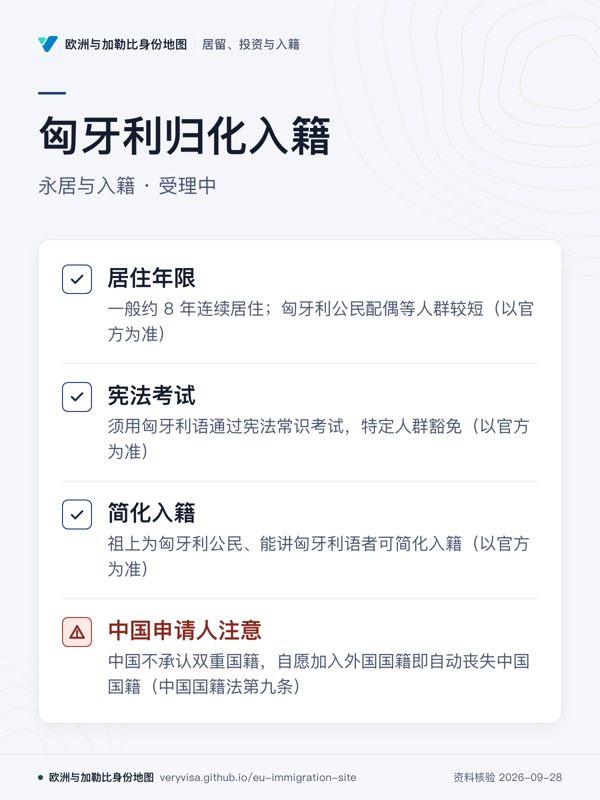 欧洲与加勒比身份地图 居留、投资与入籍
匈牙利归化入籍
永居与入籍 · 受理中
居住年限
一般约 8 年连续居住；匈牙利公民配偶等人群较短（以官
方为准）
宪法考试
须用匈牙利语通过宪法常识考试，特定人群豁免（以官方
为准）
简化入籍
祖上为匈牙利公民、能讲匈牙利语者可简化入籍（以官方
为准）
中国申请人注意
中国不承认双重国籍，自愿加入外国国籍即自动丧失中国
国籍（中国国籍法第九条）
欧洲与加勒比身份地图 veryvisa.github.io/eu-immigration-site 资料核验 2026-09-28